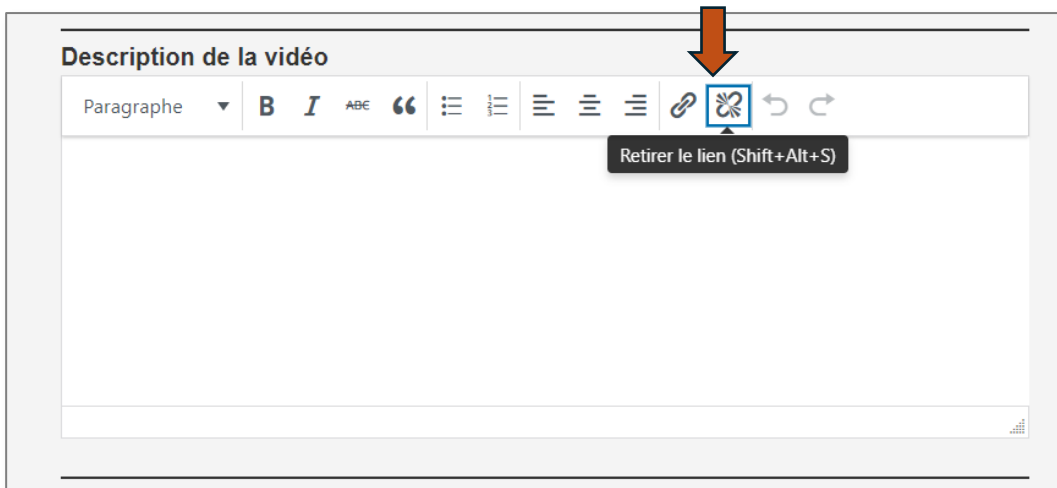 Description de la vidéo
Paragraphe B I ABC
Retirer le lien (Shift+Alt+S)